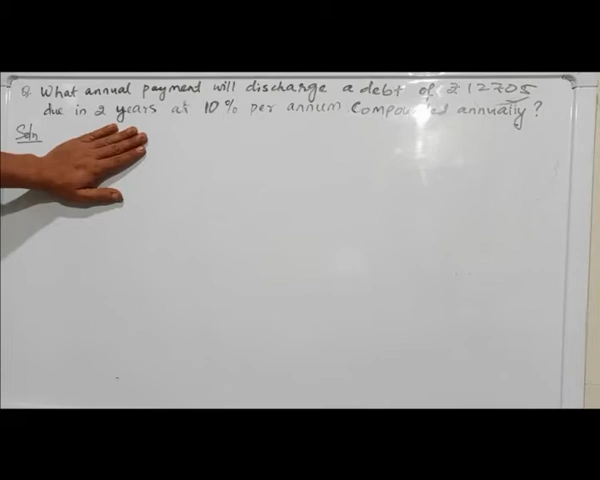 Q. What annual payment will discharge a debt of ₹12705
due in 2 years at 10% per annum compounded annually?
Soln